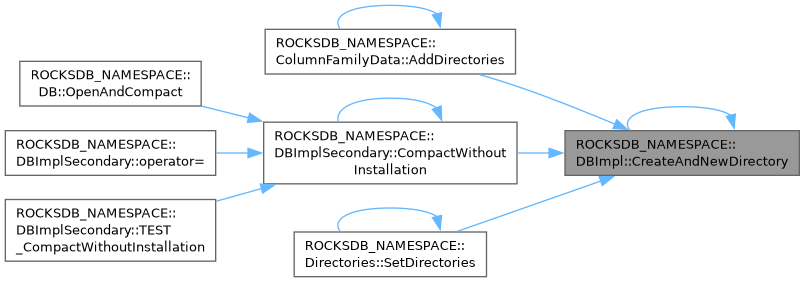 ROCKSDB_NAMESPACE::
ColumnFamilyData::AddDirectories
ROCKSDB_NAMESPACE::
DB::OpenAndCompact
ROCKSDB_NAMESPACE::
DBImplSecondary::CompactWithout
Installation
ROCKSDB_NAMESPACE::
DBImpl::CreateAndNewDirectory
ROCKSDB_NAMESPACE::
DBImplSecondary::operator=
ROCKSDB_NAMESPACE::
DBImplSecondary::TEST
_CompactWithoutInstallation
ROCKSDB_NAMESPACE::
Directories::SetDirectories